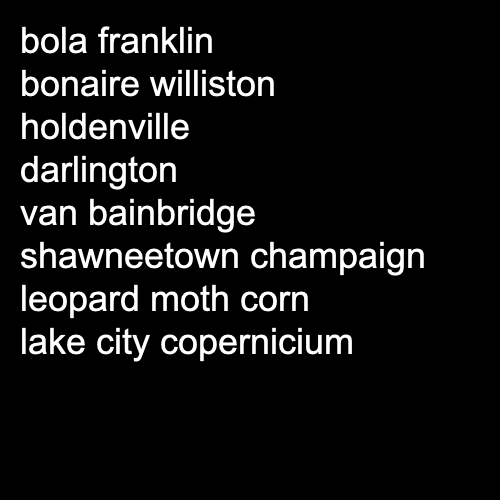 bola franklin
bonaire williston
holdenville
darlington
van bainbridge
shawneetown champaign
leopard moth corn
lake city copernicium